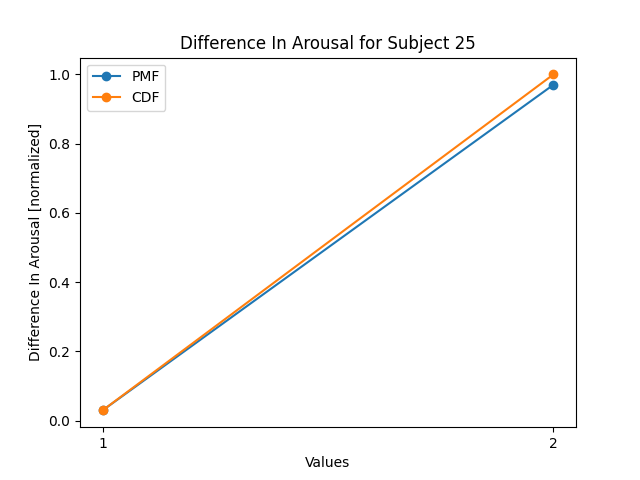 Difference In Arousal for Subject 25
PMF
CDF
Difference In Arousal [normalized]
1.0
0.8
0.6
0.4
0.2
0.0
1 2
Values